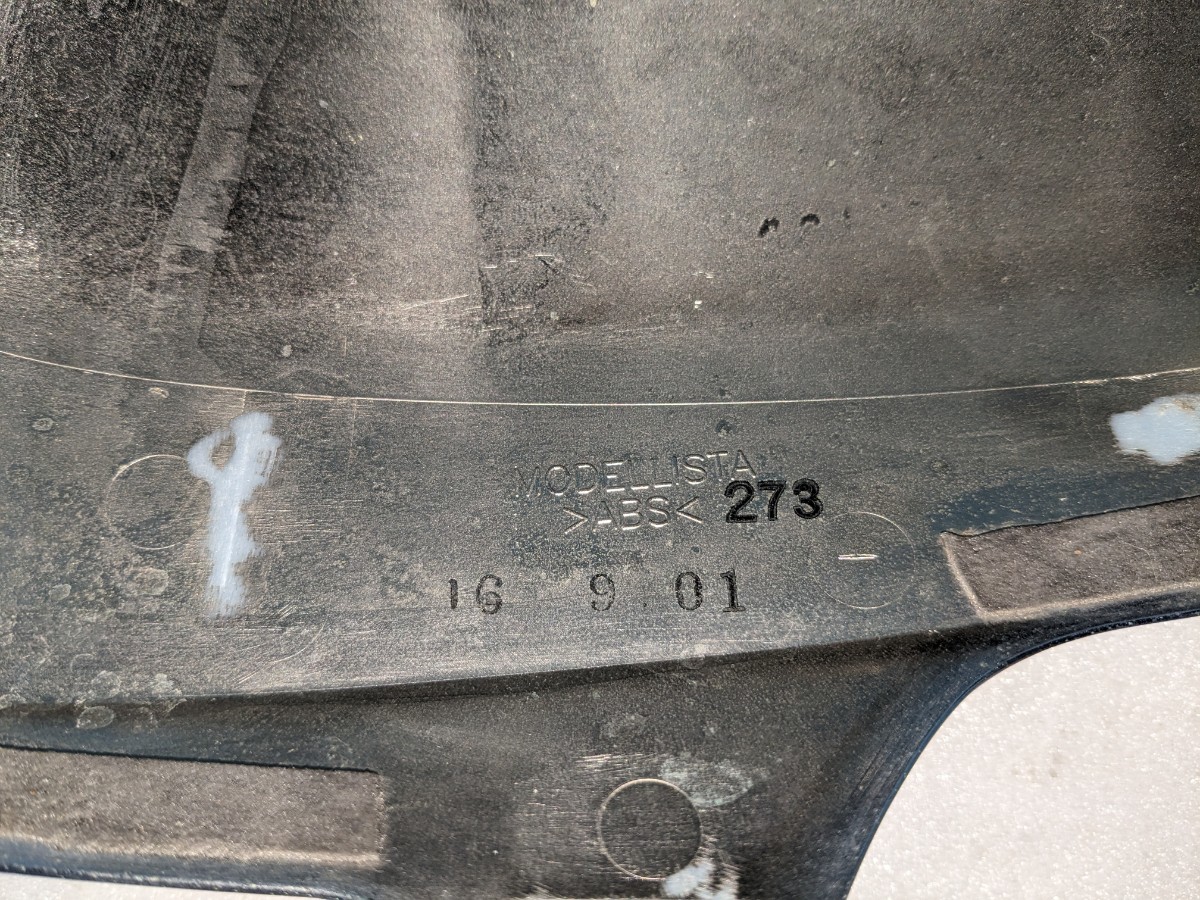 MODELLISTA
>ABS< 273
16 9 01